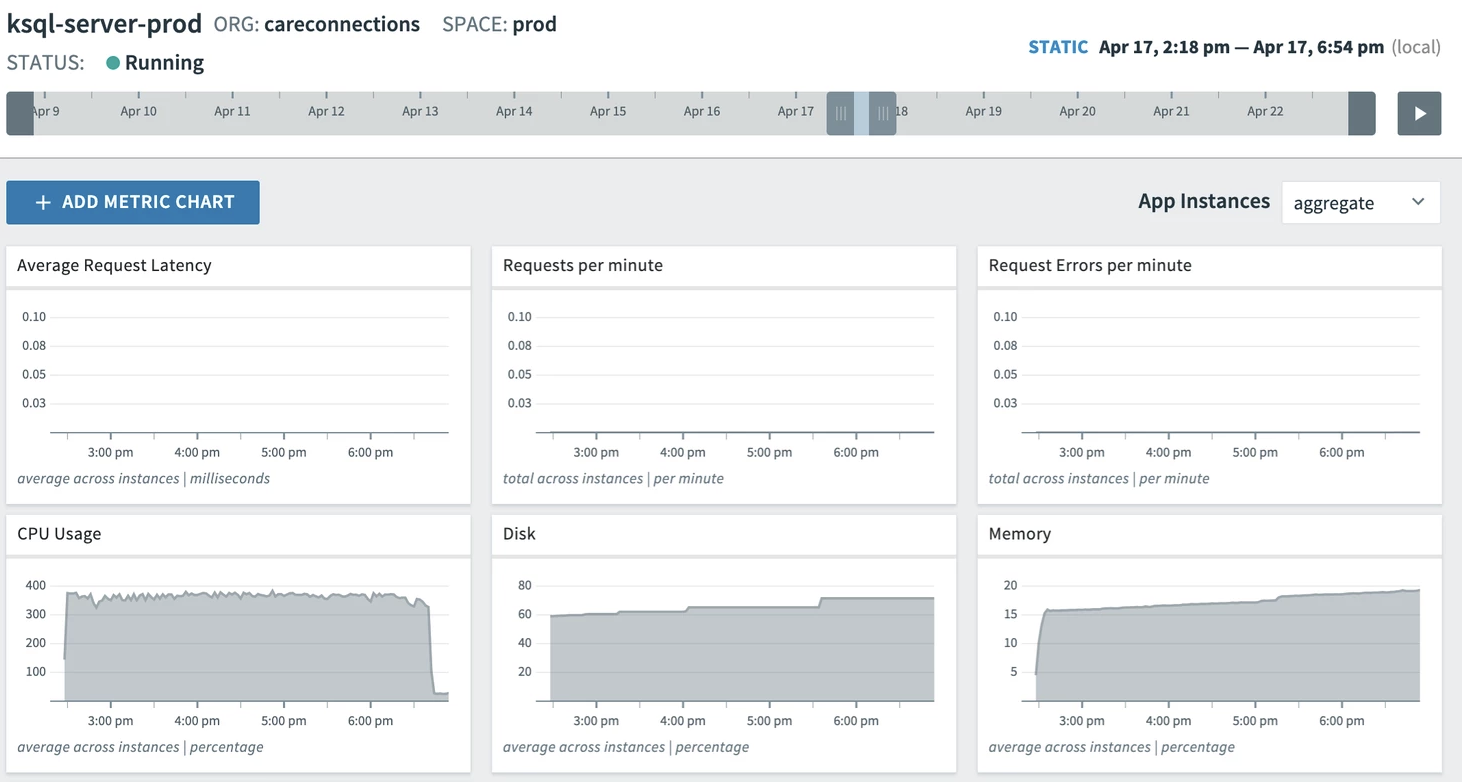 ksql-server-prod ORG: careconnections SPACE: prod
STATUS: Running
STATIC Apr 17, 2:18 pm — Apr 17, 6:54 pm (local)
Apr 9 Apr 10 Apr 11 Apr 12 Apr 13 Apr 14 Apr 15 Apr 16 Apr 17 18 Apr 19 Apr 20 Apr 21 Apr 22
+ ADD METRIC CHART
App Instances aggregate
Average Request Latency
0.10
0.08
0.05
0.03
3:00 pm 4:00 pm 5:00 pm 6:00 pm
average across instances | milliseconds
Requests per minute
0.10
0.08
0.05
0.03
3:00 pm 4:00 pm 5:00 pm 6:00 pm
total across instances | per minute
Request Errors per minute
0.10
0.08
0.05
0.03
3:00 pm 4:00 pm 5:00 pm 6:00 pm
total across instances | per minute
CPU Usage
400
300
200
100
3:00 pm 4:00 pm 5:00 pm 6:00 pm
average across instances | percentage
Disk
80
60
40
20
3:00 pm 4:00 pm 5:00 pm 6:00 pm
average across instances | percentage
Memory
20
15
10
5
3:00 pm 4:00 pm 5:00 pm 6:00 pm
average across instances | percentage